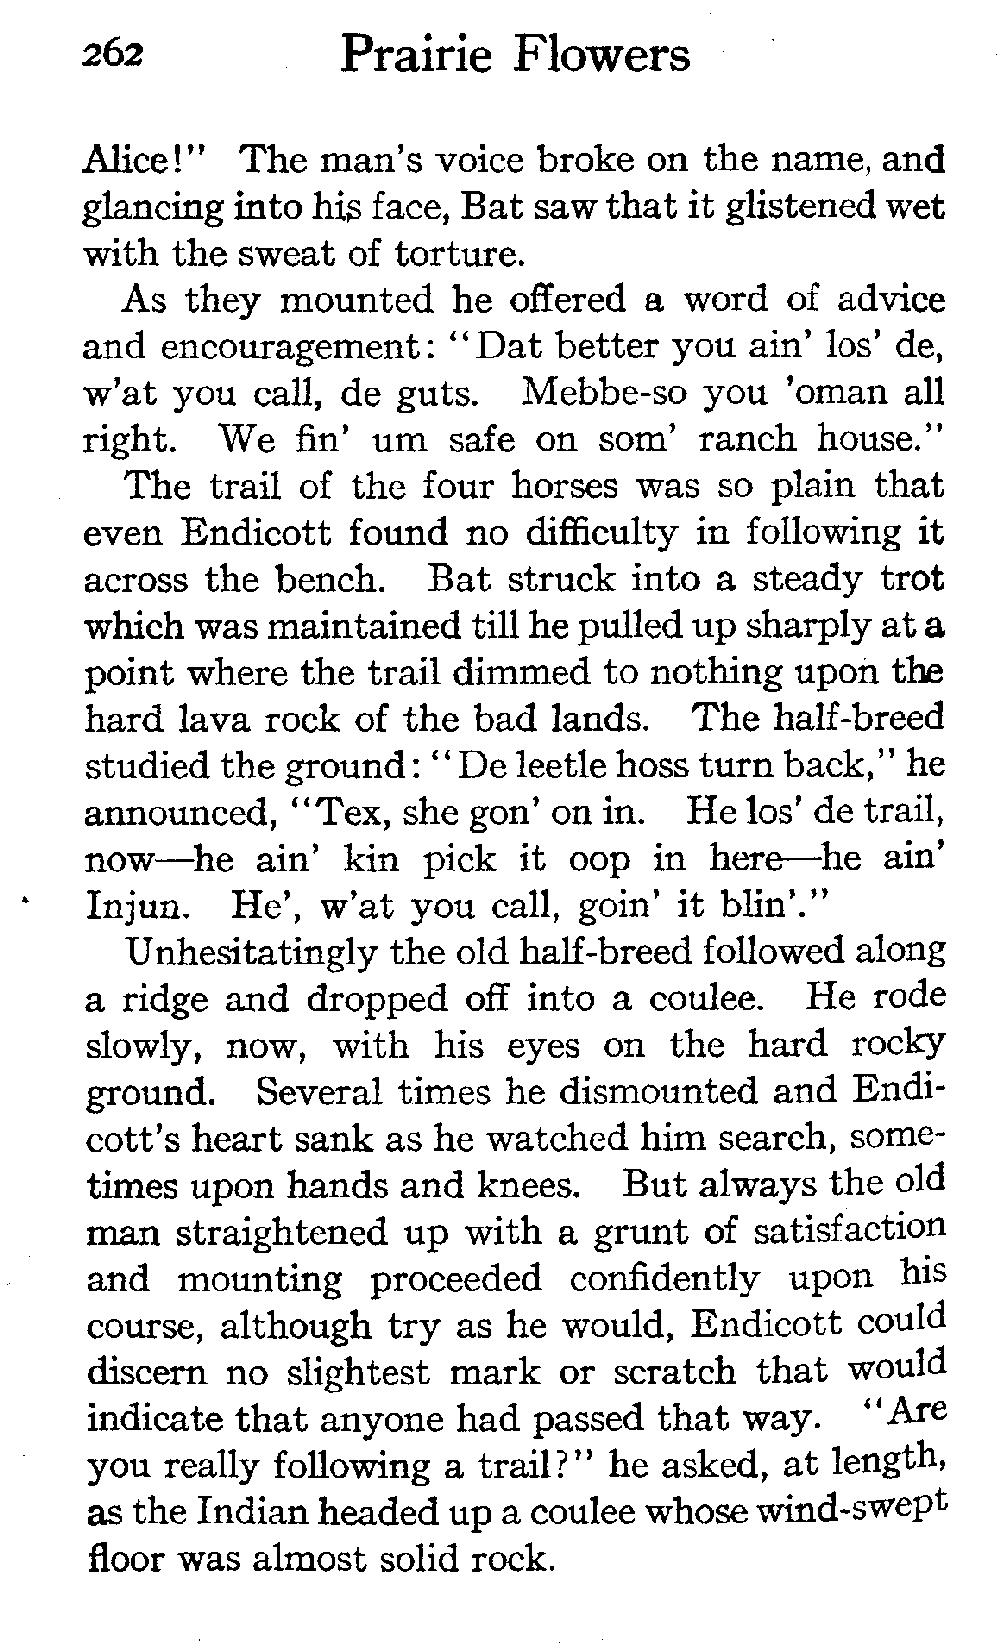 262 Prairie Flowers
Alice!" The man's voice broke on the name, and
glancing into his face, Bat saw that it glistened wet
with the sweat of torture.
As they mounted he offered a word of advice
and encouragement: "Dat better you ain' los' de,
w'at you call, de guts. Mebbe-so you 'oman all
right. We fin' um safe on som' ranch house."
The trail of the four horses was so plain that
even Endicott found no difficulty in following it
across the bench. Bat struck into a steady trot
which was maintained till he pulled up sharply at a
point where the trail dimmed to nothing upon the
hard lava rock of the bad lands. The half-breed
studied the ground: "De leetle hoss turn back," he
announced, "Tex, she gon' on in. He los' de trail,
now—he ain' kin pick it oop in here—he ain'
Injun. He', w'at you call, goin' it blin'."
Unhesitatingly the old half-breed followed along
a ridge and dropped off into a coulee. He rode
slowly, now, with his eyes on the hard rocky
ground. Several times he dismounted and Endi-
cott's heart sank as he watched him search, some-
times upon hands and knees. But always the old
man straightened up with a grunt of satisfaction
and mounting proceeded confidently upon his
course, although try as he would, Endicott could
discern no slightest mark or scratch that would
indicate that anyone had passed that way. "Are
you really following a trail?" he asked, at length,
as the Indian headed up a coulee whose wind-swept
floor was almost solid rock.